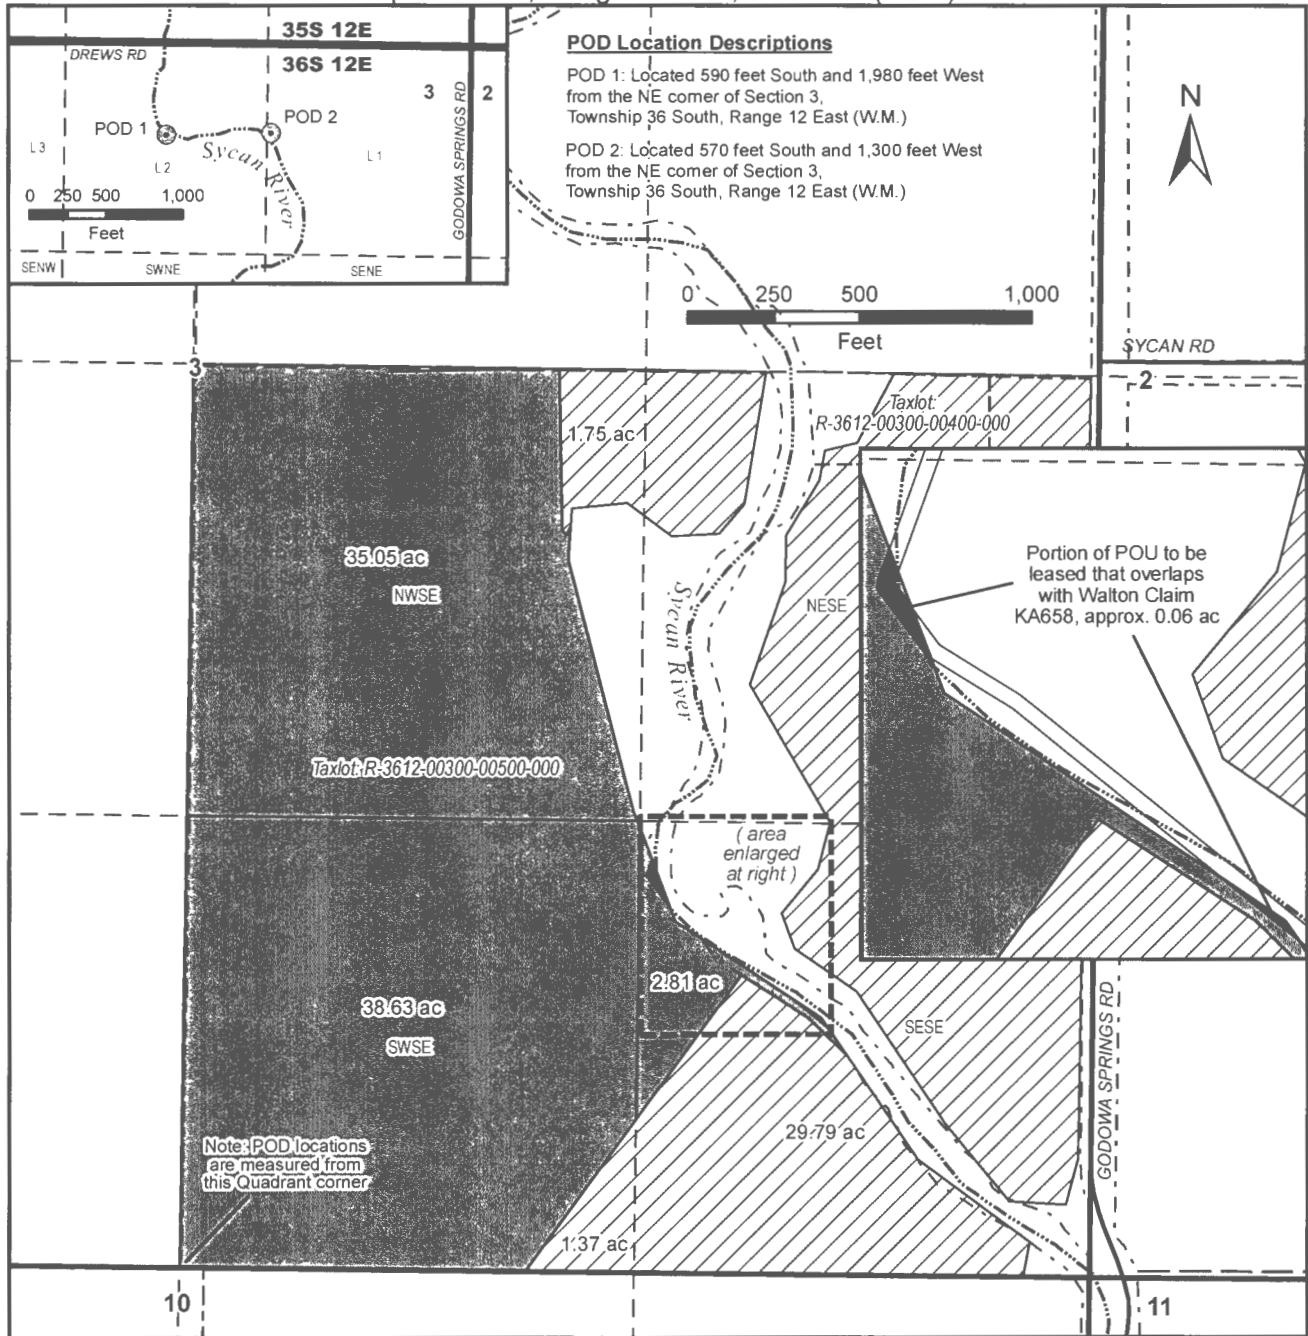 35S 12E
DREWS RD
36S 12E
3
2
POD 1
POD 2
L3
L2
L1
Sycan River
GODOWA SPRINGS RD
0 250 500 1,000
Feet
SENW
SWNE
SENE
POD Location Descriptions
POD 1: Located 590 feet South and 1,980 feet West
from the NE corner of Section 3,
Township 36 South, Range 12 East (W.M.)
POD 2: Located 570 feet South and 1,300 feet West
from the NE corner of Section 3,
Township 36 South, Range 12 East (W.M.)
N
0 250 500 1,000
Feet
SYCAN RD
3
2
Taxlot:
R-3612-00300-00400-000
1.75 ac
35.05 ac
NWSE
NESE
Sycan River
Portion of POU to be
leased that overlaps
with Walton Claim
KA658, approx. 0.06 ac
Taxlot: R-3612-00300-00500-000
( area
enlarged
at right )
2.81 ac
38.63 ac
SWSE
SESE
GODOWA SPRINGS RD
29.79 ac
Note: POD locations
are measured from
this Quadrant corner
1.37 ac
10
11